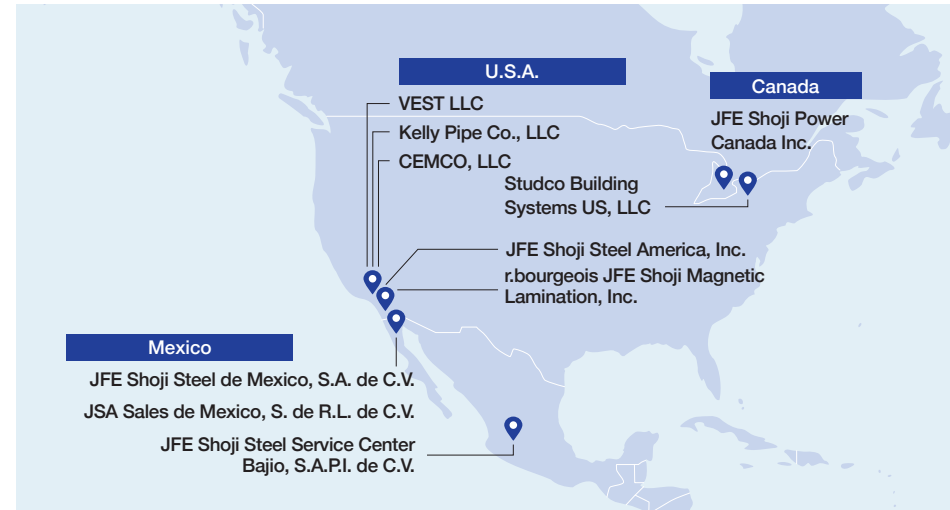 U.S.A.
VEST LLC
Kelly Pipe Co., LLC
CEMCO, LLC
Studco Building
Systems US, LLC
Canada
JFE Shoji Power
Canada Inc.
JFE Shoji Steel America, Inc.
r.bourgeois JFE Shoji Magnetic
Lamination, Inc.
Mexico
JFE Shoji Steel de Mexico, S.A. de C.V.
JSA Sales de Mexico, S. de R.L. de C.V.
JFE Shoji Steel Service Center
Bajio, S.A.P.I. de C.V.